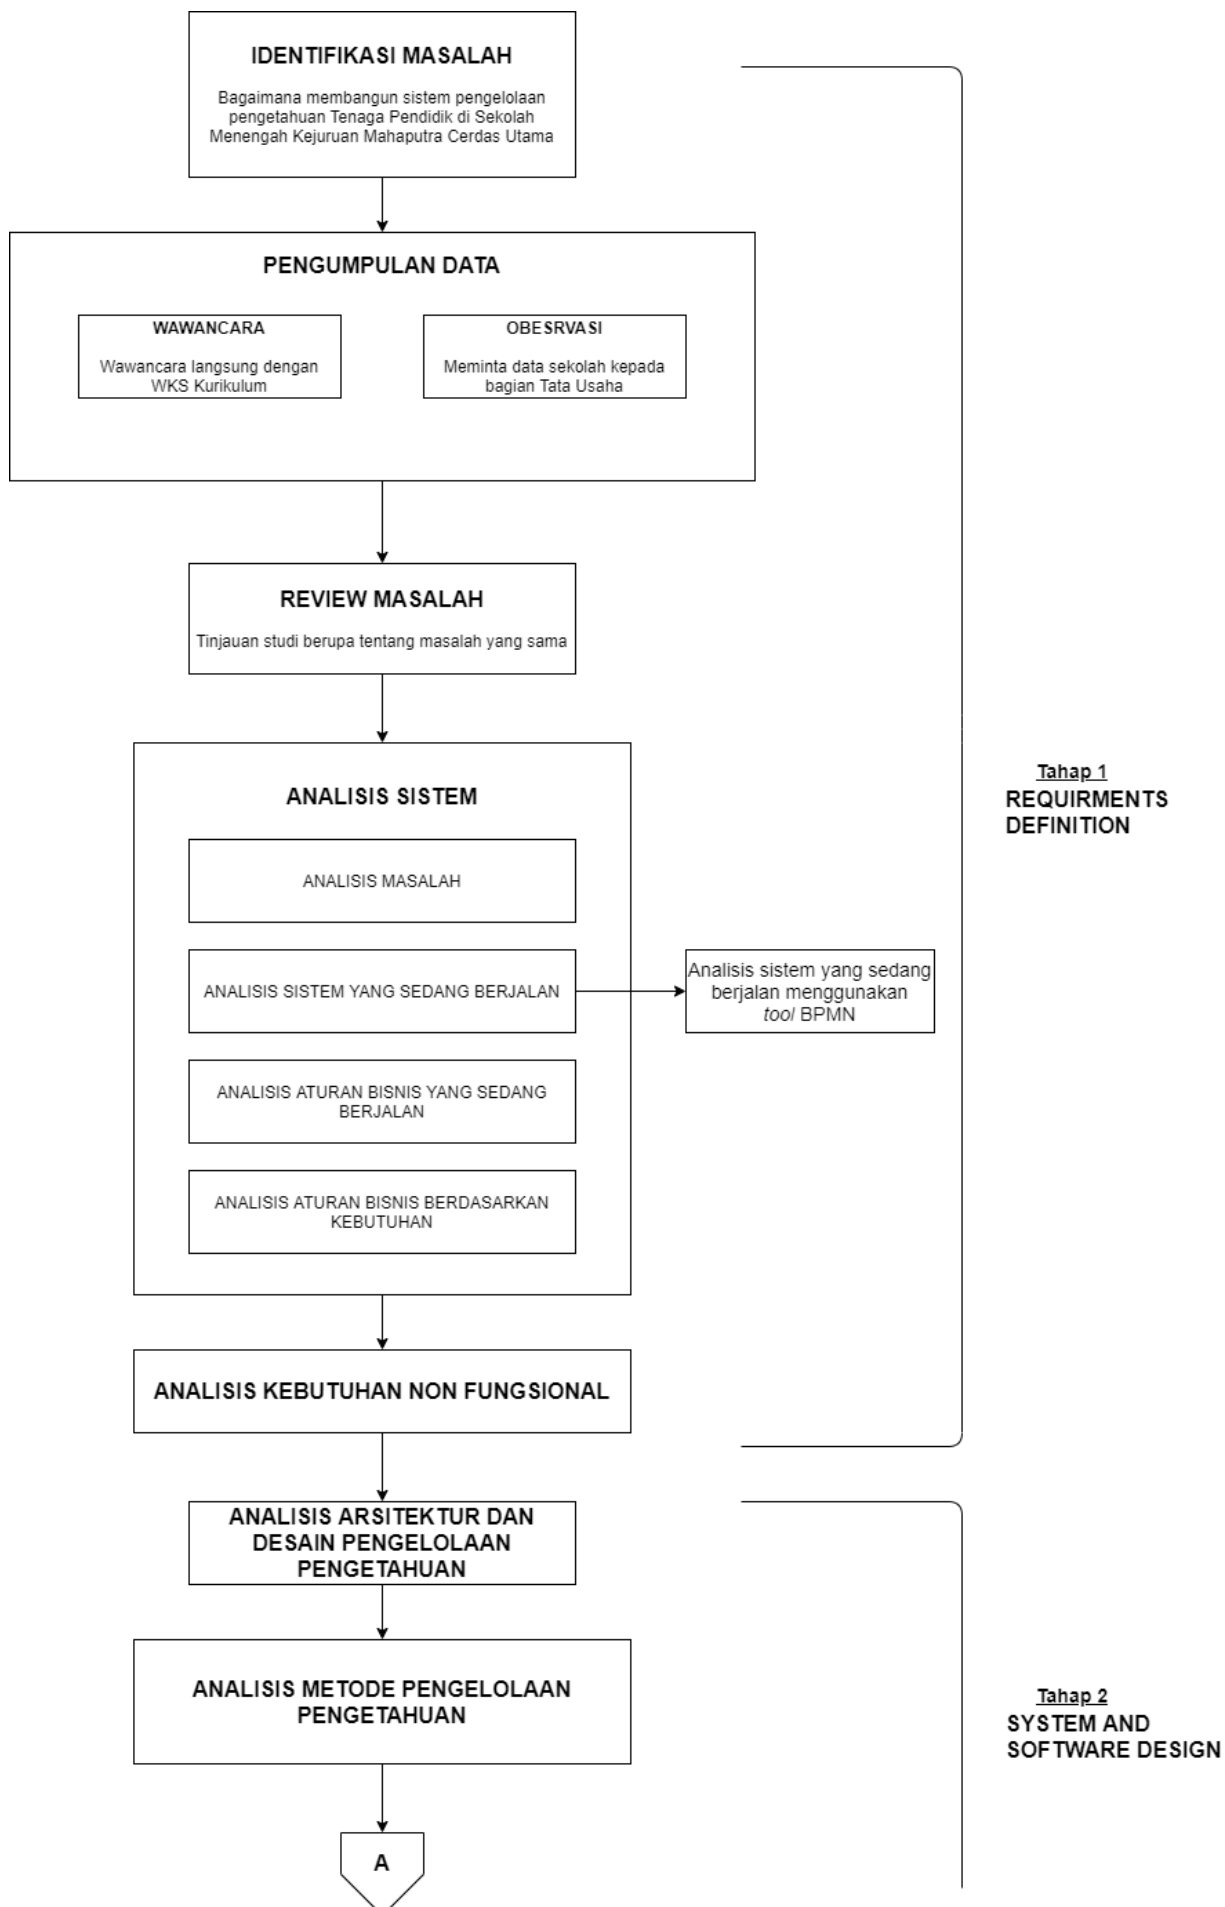 IDENTIFIKASI MASALAH
Bagaimana membangun sistem pengelolaan
pengetahuan Tenaga Pendidik di Sekolah
Menengah Kejuruan Mahaputra Cerdas Utama
PENGUMPULAN DATA
WAWANCARA
Wawancara langsung dengan
WKS Kurikulum
OBESRVASI
Meminta data sekolah kepada
bagian Tata Usaha
REVIEW MASALAH
Tinjauan studi berupa tentang masalah yang sama
Tahap 1
REQUIRMENTS
DEFINITION
ANALISIS SISTEM
ANALISIS MASALAH
ANALISIS SISTEM YANG SEDANG BERJALAN
Analisis sistem yang sedang
berjalan menggunakan
tool BPMN
ANALISIS ATURAN BISNIS YANG SEDANG
BERJALAN
ANALISIS ATURAN BISNIS BERDASARKAN
KEBUTUHAN
ANALISIS KEBUTUHAN NON FUNGSIONAL
ANALISIS ARSITEKTUR DAN
DESAIN PENGELOLAAN
PENGETAHUAN
ANALISIS METODE PENGELOLAAN
PENGETAHUAN
Tahap 2
SYSTEM AND
SOFTWARE DESIGN
A